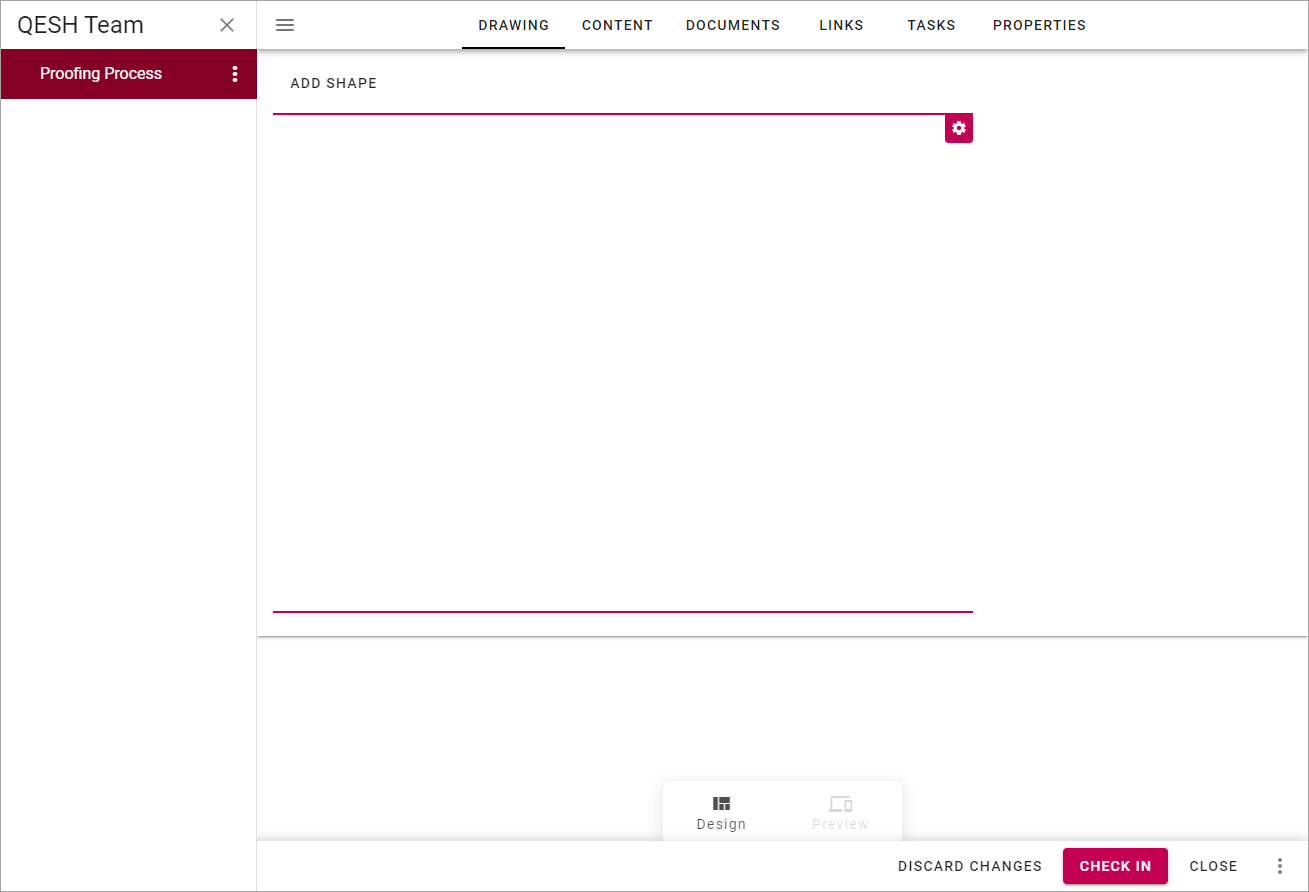 QESH Team
DRAWING CONTENT DOCUMENTS LINKS TASKS PROPERTIES
Proofing Process
ADD SHAPE
Design Preview
DISCARD CHANGES CHECK IN CLOSE